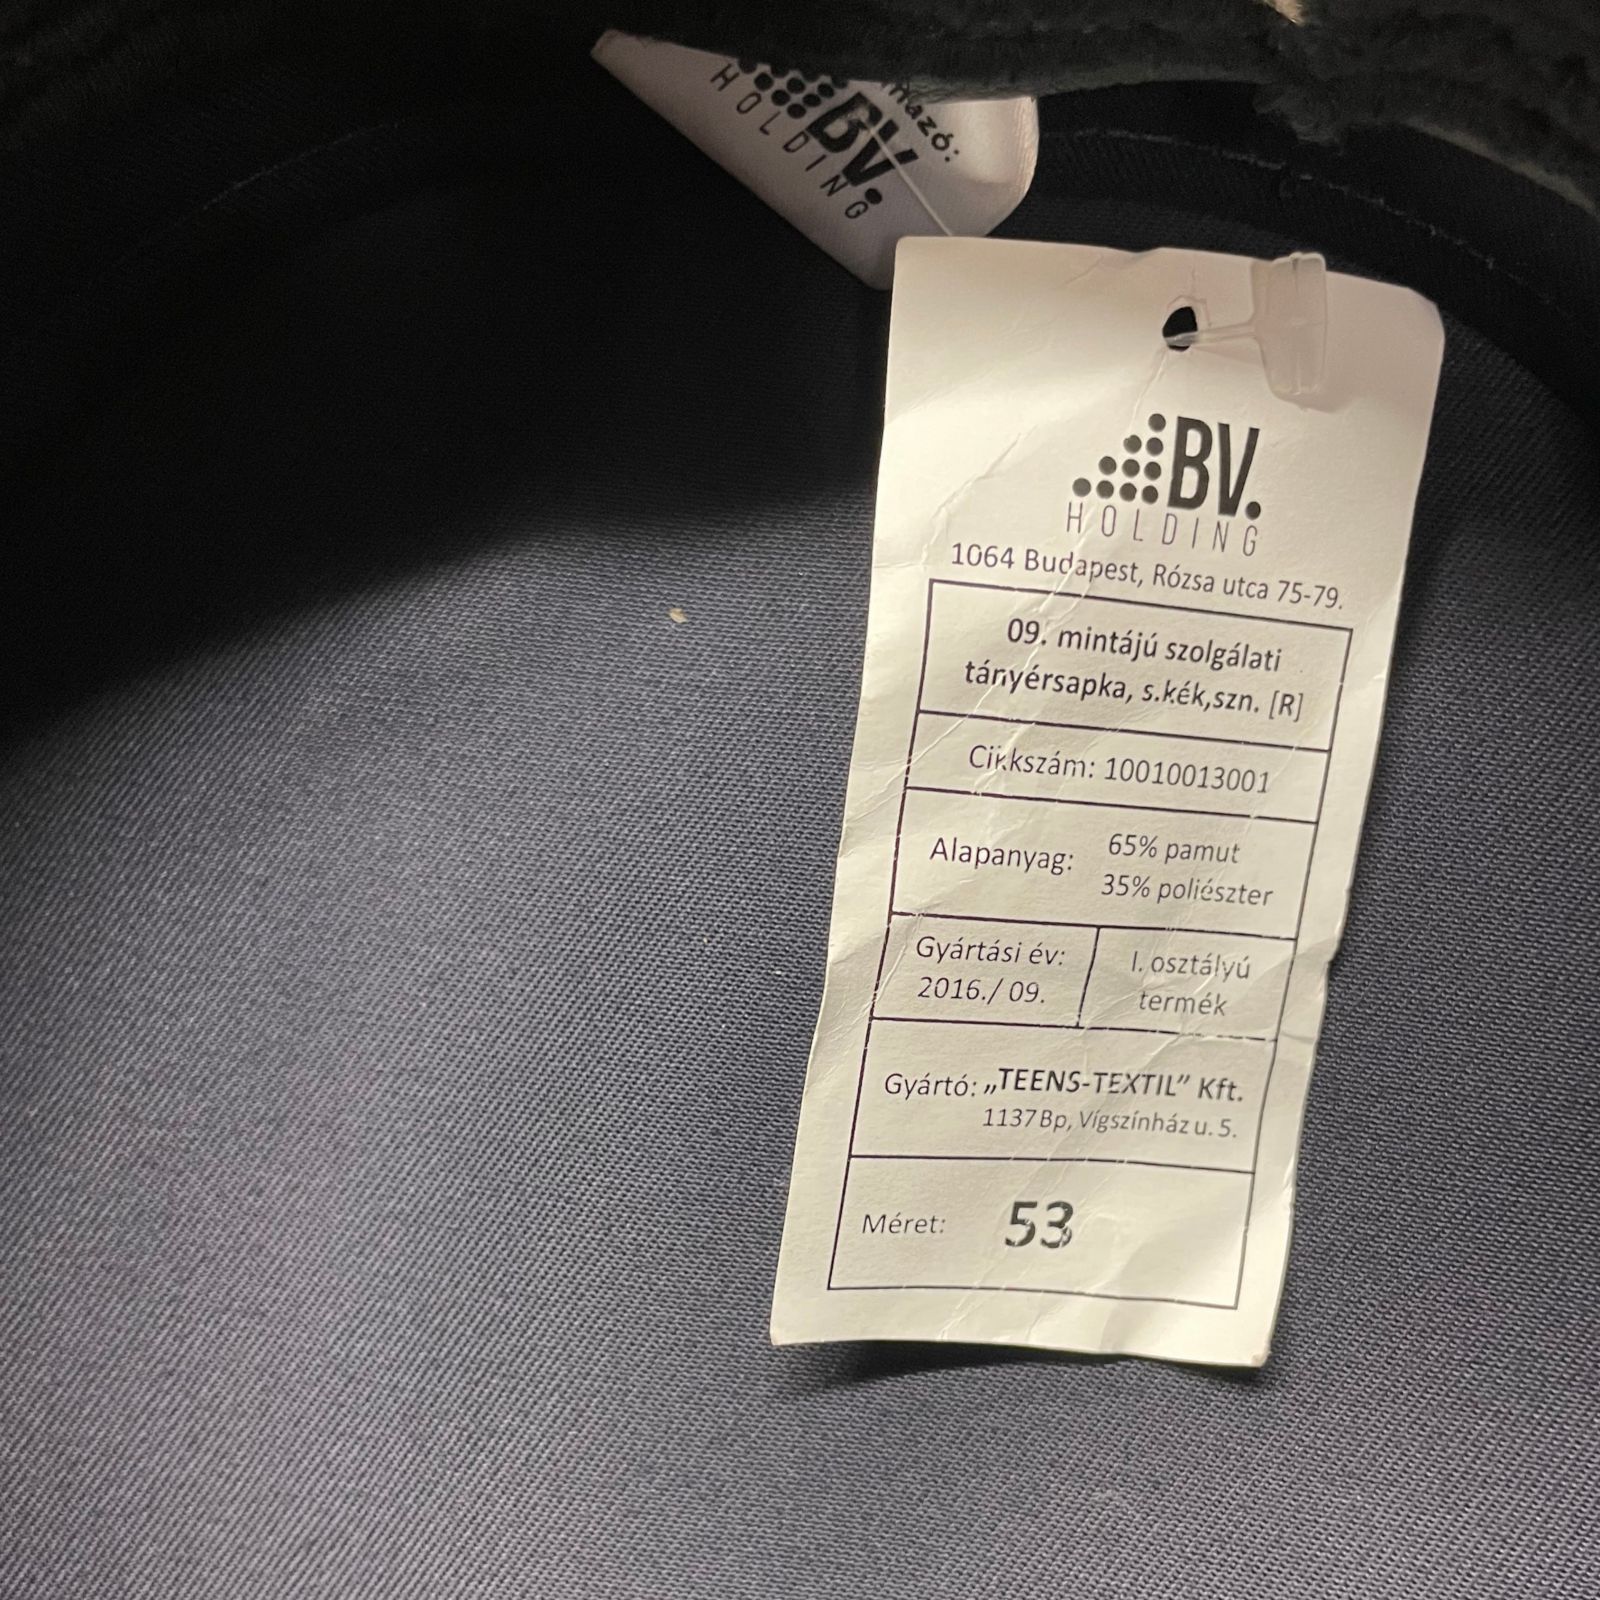 BV.
HOLDING
BV.
HOLDING
1064 Budapest, Rózsa utca 75-79.
09. mintájú szolgálati
tányérsapka, s.kék,szn. [R]
Cikkszám: 10010013001
Alapanyag: 65% pamut
35% poliészter
Gyártási év:
2016./ 09.
I. osztályú
termék
Gyártó: „TEENS-TEXTIL” Kft.
1137 Bp, Vígszínház u. 5.
Méret: 53